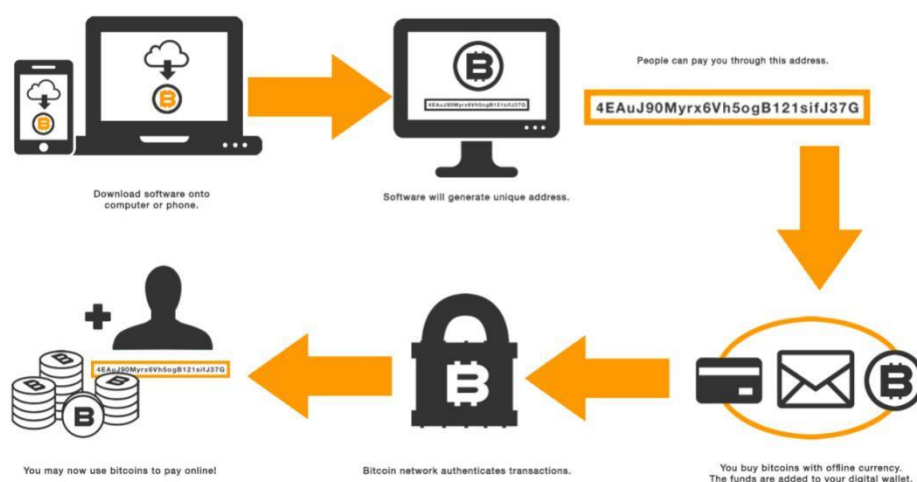 People can pay you through this address.
4EAuJ90Myrx6Vh5ogB121sifJ37G
4EAuJ90Myrx6Vh5ogB121sifJ37G
Download software onto
computer or phone.
Software will generate unique address.
4EAuJ90Myrx6Vh5ogB121sifJ37G
You may now use bitcoins to pay online!
Bitcoin network authenticates transactions.
You buy bitcoins with offline currency.
The funds are added to your digital wallet.